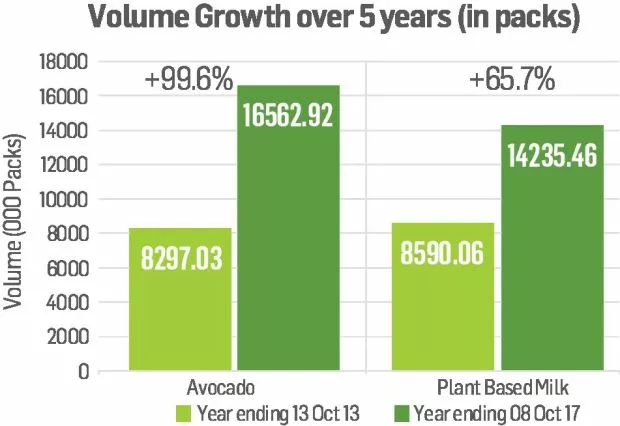 Volume Growth over 5 years (in packs)
Volume (000 Packs)
18000
16000
14000
12000
10000
8000
6000
4000
2000
0
+99.6%
+65.7%
8297.03
16562.92
8590.06
14235.46
Avocado
Plant Based Milk
Year ending 13 Oct 13
Year ending 08 Oct 17